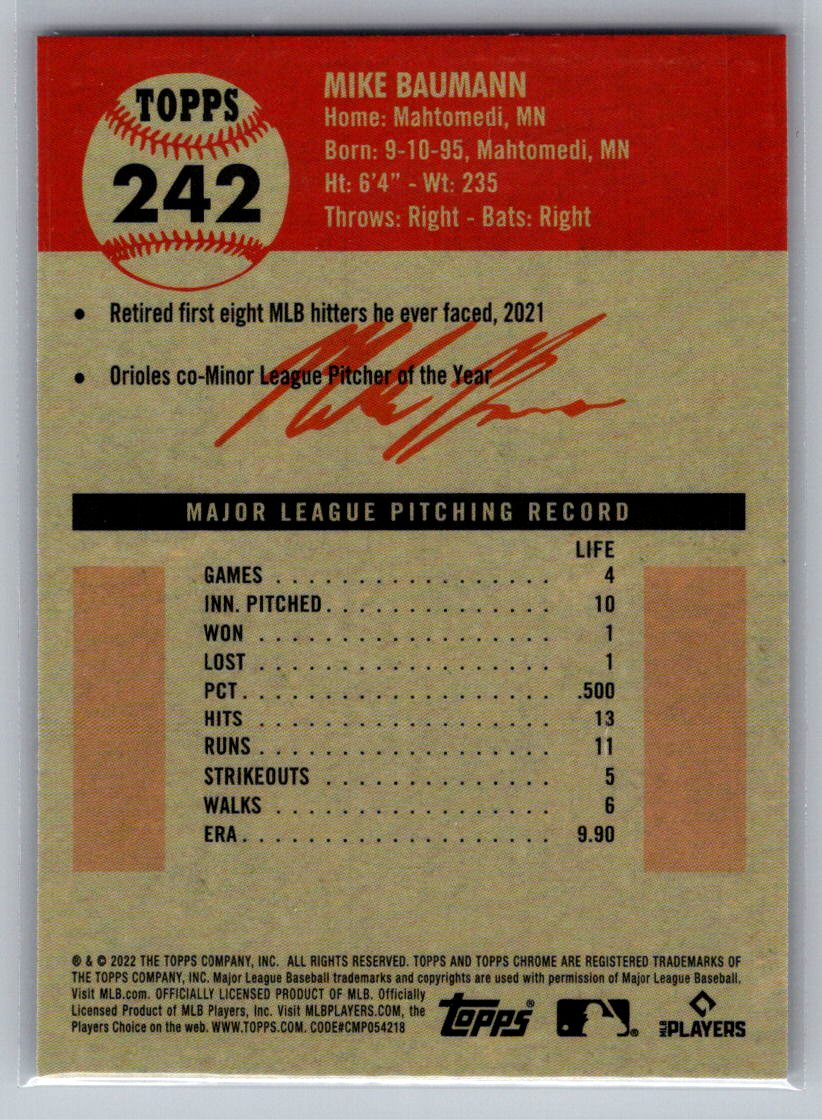 TOPPS
242
MIKE BAUMANN
Home: Mahtomedi, MN
Born: 9-10-95, Mahtomedi, MN
Ht: 6'4" - Wt: 235
Throws: Right - Bats: Right
• Retired first eight MLB hitters he ever faced, 2021
• Orioles co-Minor League Pitcher of the Year
MAJOR LEAGUE PITCHING RECORD
LIFE
GAMES . . . . . . . . . . . . . . . . . 4
INN. PITCHED. . . . . . . . . . . . . . 10
WON . . . . . . . . . . . . . . . . . . 1
LOST . . . . . . . . . . . . . . . . . . 1
PCT. . . . . . . . . . . . . . . . . . . .500
HITS . . . . . . . . . . . . . . . . . . 13
RUNS . . . . . . . . . . . . . . . . . . 11
STRIKEOUTS . . . . . . . . . . . . . . 5
WALKS . . . . . . . . . . . . . . . . . 6
ERA. . . . . . . . . . . . . . . . . . . 9.90
® & © 2022 THE TOPPS COMPANY, INC. ALL RIGHTS RESERVED. TOPPS AND TOPPS CHROME ARE REGISTERED TRADEMARKS OF
THE TOPPS COMPANY, INC. Major League Baseball trademarks and copyrights are used with permission of Major League Baseball.
Visit MLB.com. OFFICIALLY LICENSED PRODUCT OF MLB. Officially
Licensed Product of MLB Players, Inc. Visit MLBPLAYERS.COM, the
Players Choice on the web. WWW.TOPPS.COM. CODE#CMP054218
topps®
MLB PLAYERS